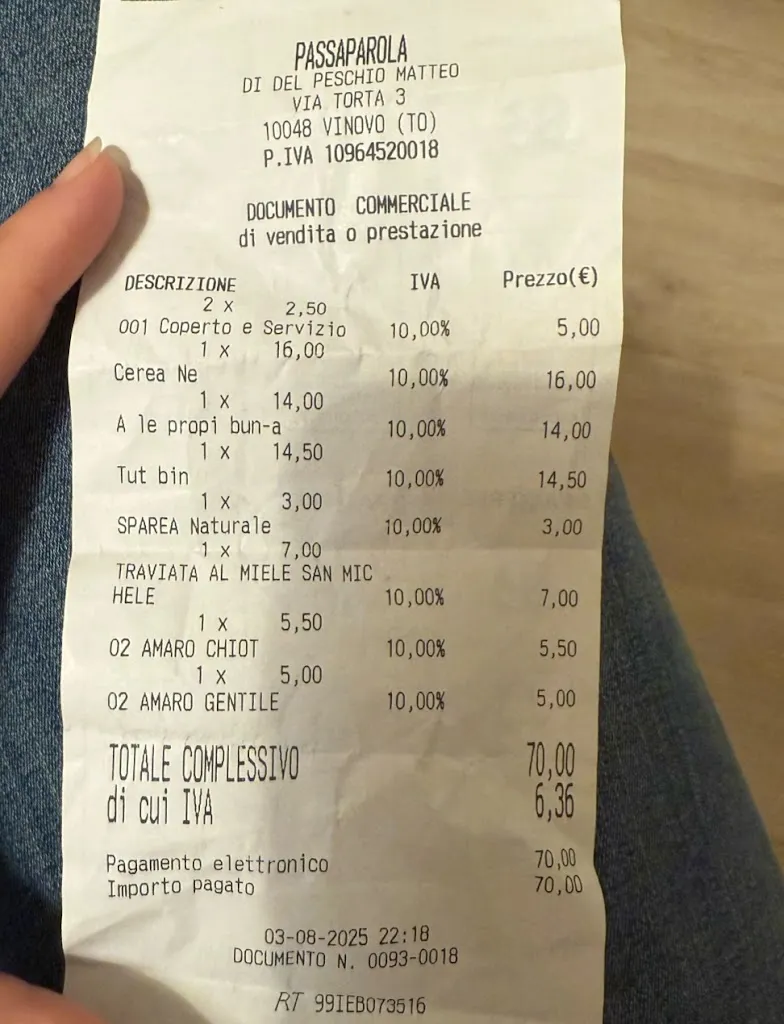 PASSAPAROLA
DI DEL PESCHIO MATTEO
VIA TORTA 3
10048 VINOVO (TO)
P.IVA 10964520018
DOCUMENTO COMMERCIALE
di vendita o prestazione
DESCRIZIONE IVA Prezzo(€)
2 x 2,50
001 Coperto e Servizio 10,00% 5,00
1 x 16,00
Cerea Ne 10,00% 16,00
1 x 14,00
A le propi bun-a 10,00% 14,00
1 x 14,50
Tut bin 10,00% 14,50
1 x 3,00
SPAREA Naturale 10,00% 3,00
1 x 7,00
TRAVIATA AL MIELE SAN MIC
HELE 10,00% 7,00
1 x 5,50
02 AMARO CHIOT 10,00% 5,50
1 x 5,00
02 AMARO GENTILE 10,00% 5,00
TOTALE COMPLESSIVO 70,00
di cui IVA 6,36
Pagamento elettronico 70,00
Importo pagato 70,00
03-08-2025 22:18
DOCUMENTO N. 0093-0018
RT 99IEB073516